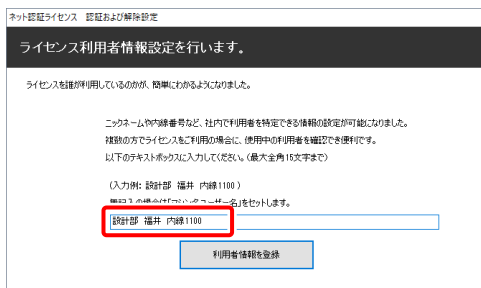 ネット認証ライセンス 認証および解除設定
ライセンス利用者情報設定を行います。
ライセンスを誰が利用しているのかが、簡単にわかるようになりました。
ニックネームや内線番号など、社内で利用者を特定できる情報の設定が可能になりました。
複数の方でライセンスをご利用の場合に、使用中の利用者を確認でき便利です。
以下のテキストボックスに入力してください。(最大全角15文字まで)
(入力例: 設計部 福井 内線1100 )
無記入の場合は「マシン名+ユーザー名」をセットします。
設計部 福井 内線1100
利用者情報を登録